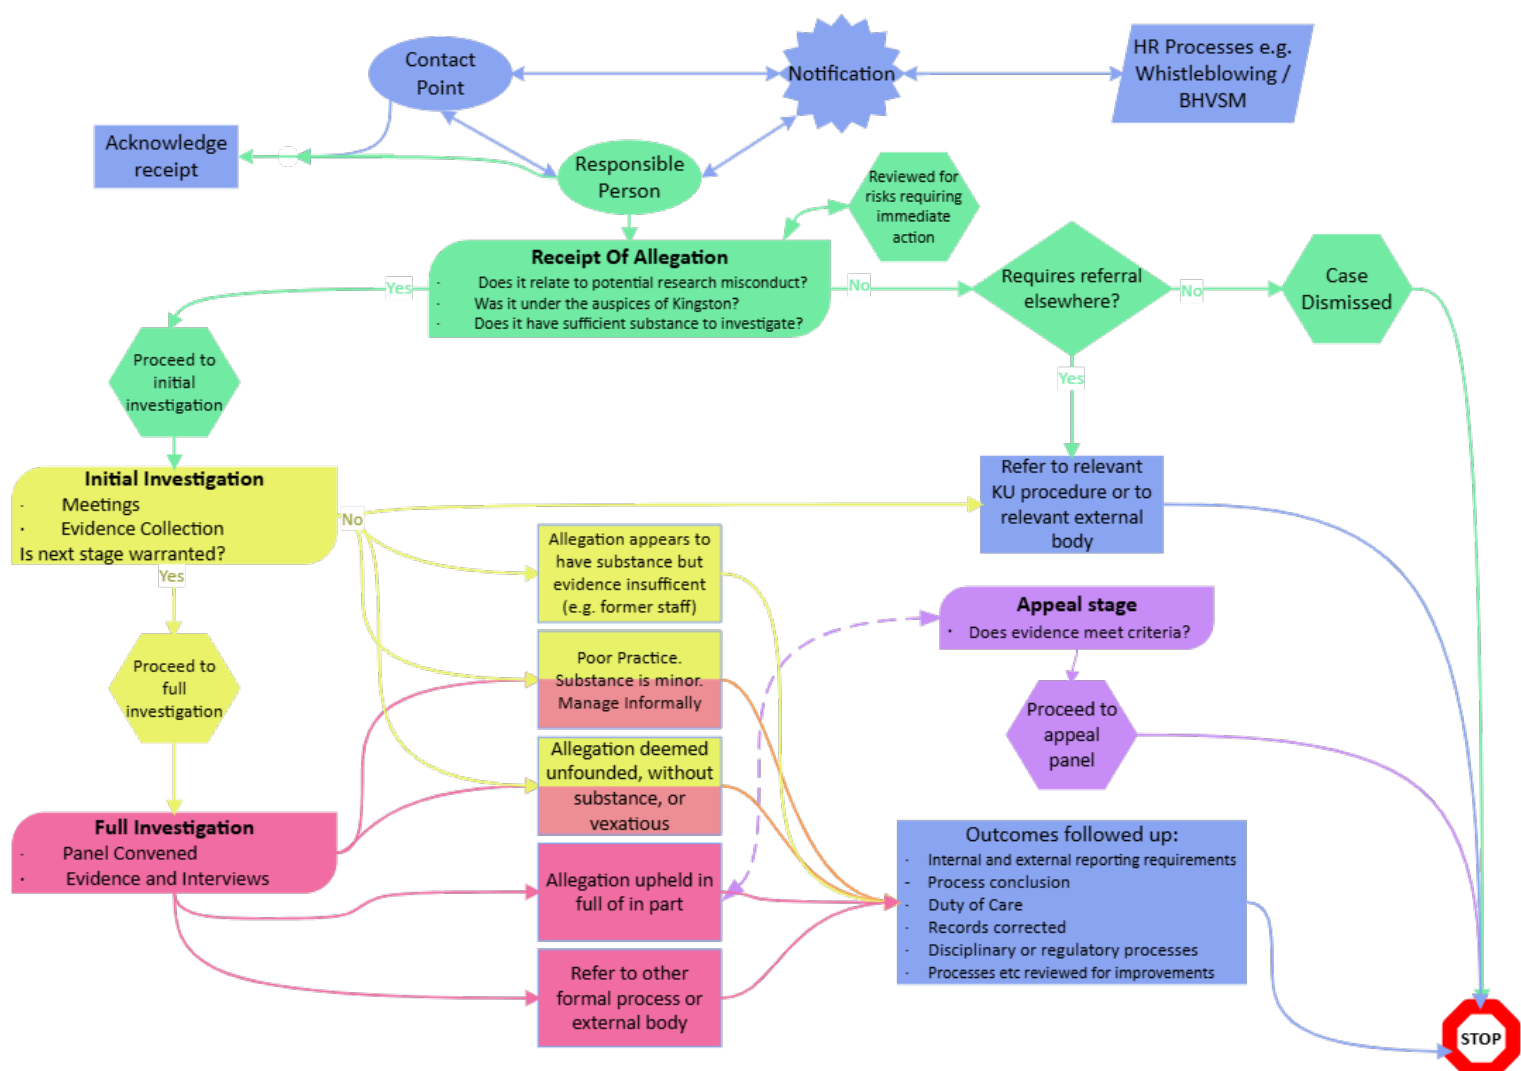 Contact
Point
Notification
HR Processes e.g.
Whistleblowing /
BHVSM
Acknowledge
receipt
Responsible
Person
Reviewed for
risks requiring
immediate
action
Receipt Of Allegation
· Does it relate to potential research misconduct?
· Was it under the auspices of Kingston?
· Does it have sufficient substance to investigate?
Yes
No
Requires referral
elsewhere?
No
Case
Dismissed
Yes
Proceed to
initial
investigation
Initial Investigation
· Meetings
· Evidence Collection
Is next stage warranted?
No
Yes
Refer to relevant
KU procedure or to
relevant external
body
Allegation appears to
have substance but
evidence insufficent
(e.g. former staff)
Appeal stage
· Does evidence meet criteria?
Proceed to
full
investigation
Poor Practice.
Substance is minor.
Manage Informally
Proceed to
appeal
panel
Allegation deemed
unfounded, without
substance, or
vexatious
Full Investigation
· Panel Convened
· Evidence and Interviews
Allegation upheld in
full of in part
Outcomes followed up:
· Internal and external reporting requirements
- Process conclusion
· Duty of Care
· Records corrected
· Disciplinary or regulatory processes
· Processes etc reviewed for improvements
Refer to other
formal process or
external body
STOP